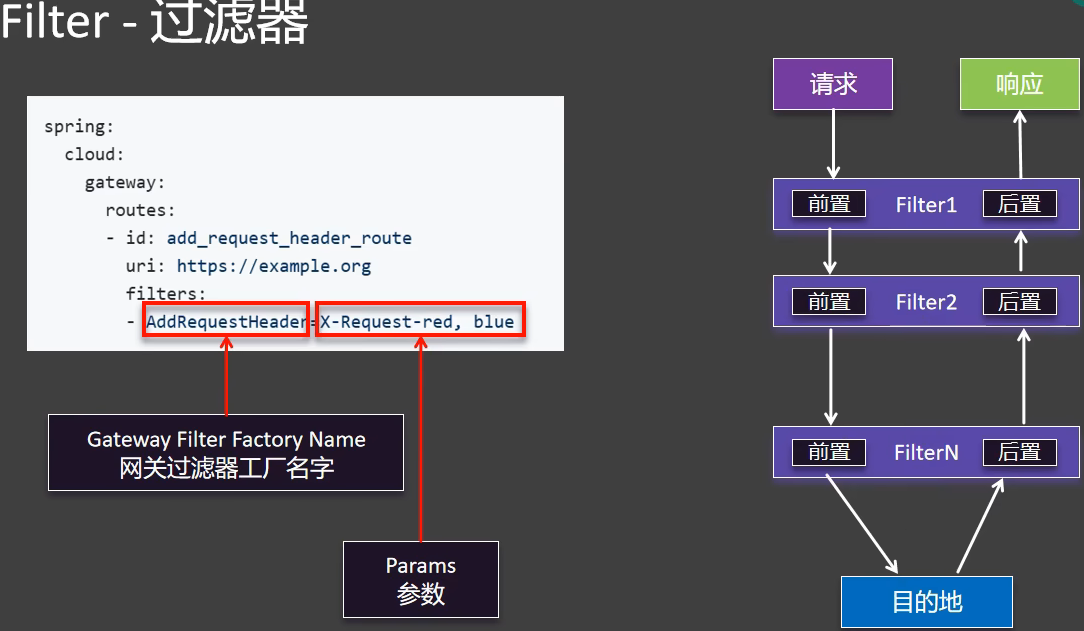 Filter - 过滤器
spring:
cloud:
gateway:
routes:
- id: add_request_header_route
uri: https://example.org
filters:
- AddRequestHeader=X-Request-red, blue
Gateway Filter Factory Name
网关过滤器工厂名字
Params
参数
请求
响应
前置 Filter1 后置
前置 Filter2 后置
前置 FilterN 后置
目的地